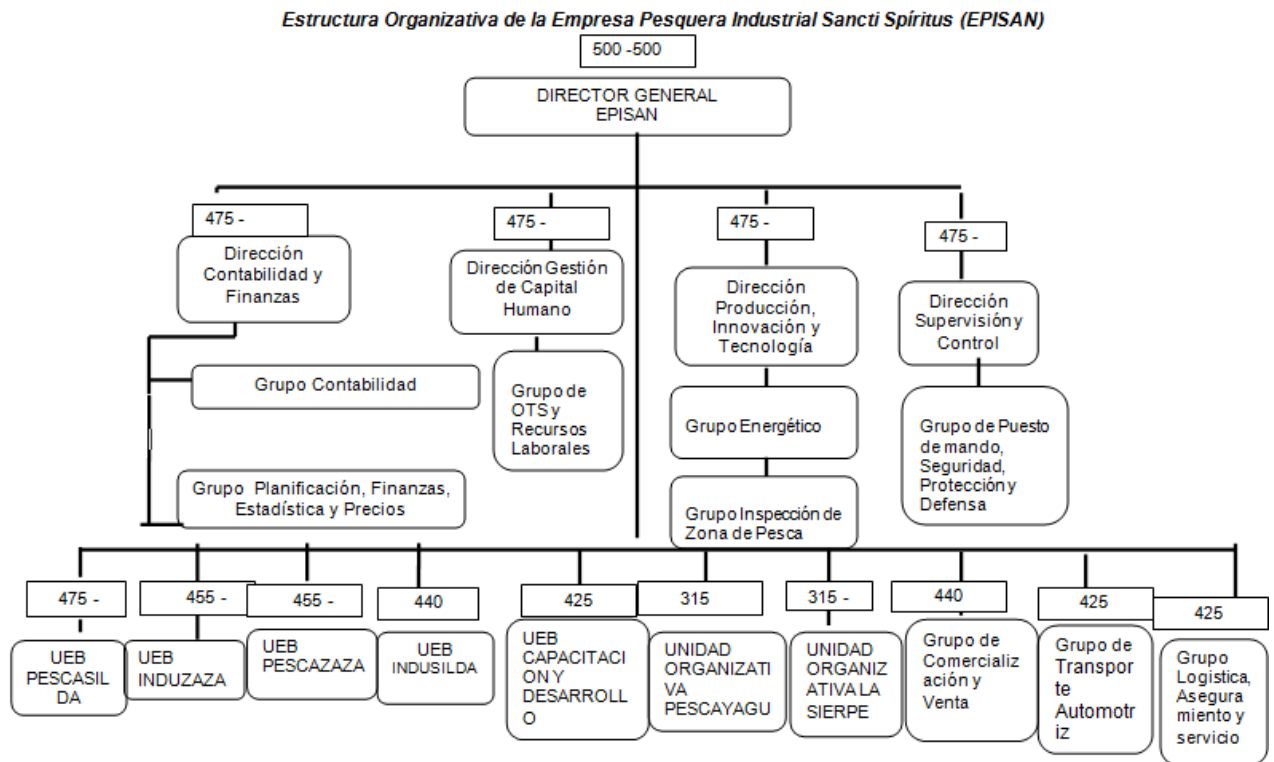 Estructura Organizativa de la Empresa Pesquera Industrial Sancti Spíritus (EPISAN)
500 -500
DIRECTOR GENERAL
EPISAN
475 -
475 -
475 -
475 -
Dirección
Contabilidad y
Finanzas
Dirección Gestión
de Capital
Humano
Dirección
Producción,
Innovación y
Tecnología
Dirección
Supervisión y
Control
Grupo Contabilidad
Grupo de
OTS y
Recursos
Laborales
Grupo Energético
Grupo de Puesto
de mando,
Seguridad,
Protección y
Defensa
Grupo Planificación, Finanzas,
Estadística y Precios
Grupo Inspección de
Zona de Pesca
475 -
455 -
455 -
440
425
315
315 -
440
425
425
UEB
PESCASIL
DA
UEB
INDUZAZA
UEB
PESCAZAZA
UEB
INDUSILDA
UEB
CAPACITACI
ON Y
DESARROLL
O
UNIDAD
ORGANIZATI
VA
PESCAYAGU
UNIDAD
ORGANIZ
ATIVA LA
SIERPE
Grupo de
Comercializ
ación y
Venta
Grupo de
Transpor
te
Automotr
iz
Grupo
Logistica,
Asegura
miento y
servicio